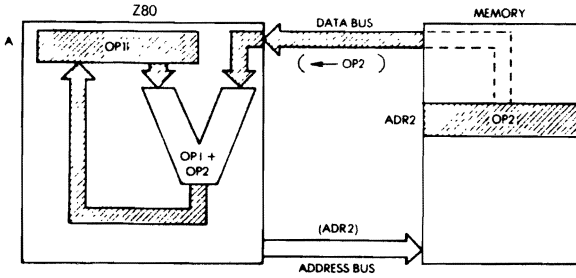 Z80
DATA BUS
MEMORY
A
OP1
( ← OP2 )
ADR2
OP2
OP1 +
OP2
(ADR2)
ADDRESS BUS